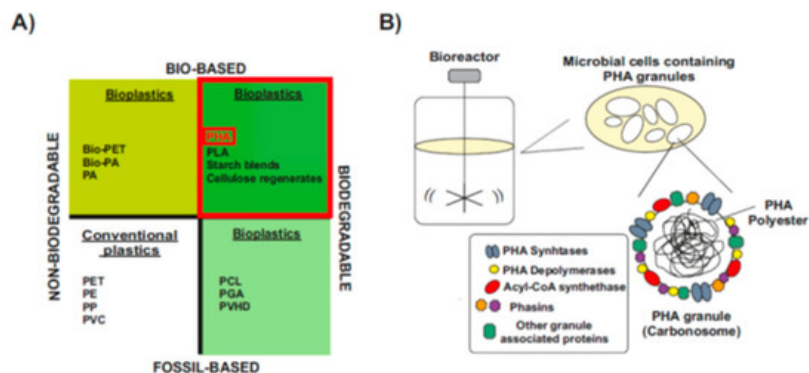 A)
BIO-BASED
NON-BIODEGRADABLE
Bioplastics
Bio-PET
Bio-PA
PA
Bioplastics
PHA
PLA
Starch blends
Cellulose regenerates
BIODEGRADABLE
Conventional
plastics
PET
PE
PP
PVC
Bioplastics
PCL
PGA
PVHD
FOSSIL-BASED
B)
Bioreactor
Microbial cells containing
PHA granules
PHA
Polyester
PHA Synhtases
PHA Depolymerases
Acyl-CoA synthethase
Phasins
Other granule
associated proteins
PHA granule
(Carbonosome)